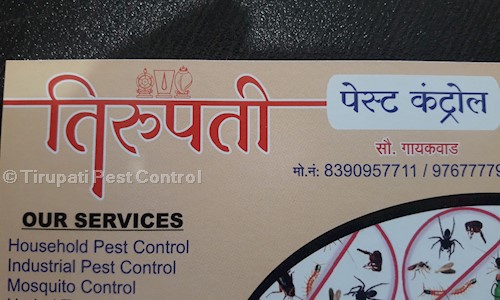 तिरुपती
पेस्ट कंट्रोल
सौ. गायकवाड
मो.नं: 8390957711 / 97677779
© Tirupati Pest Control
OUR SERVICES
Household Pest Control
Industrial Pest Control
Mosquito Control